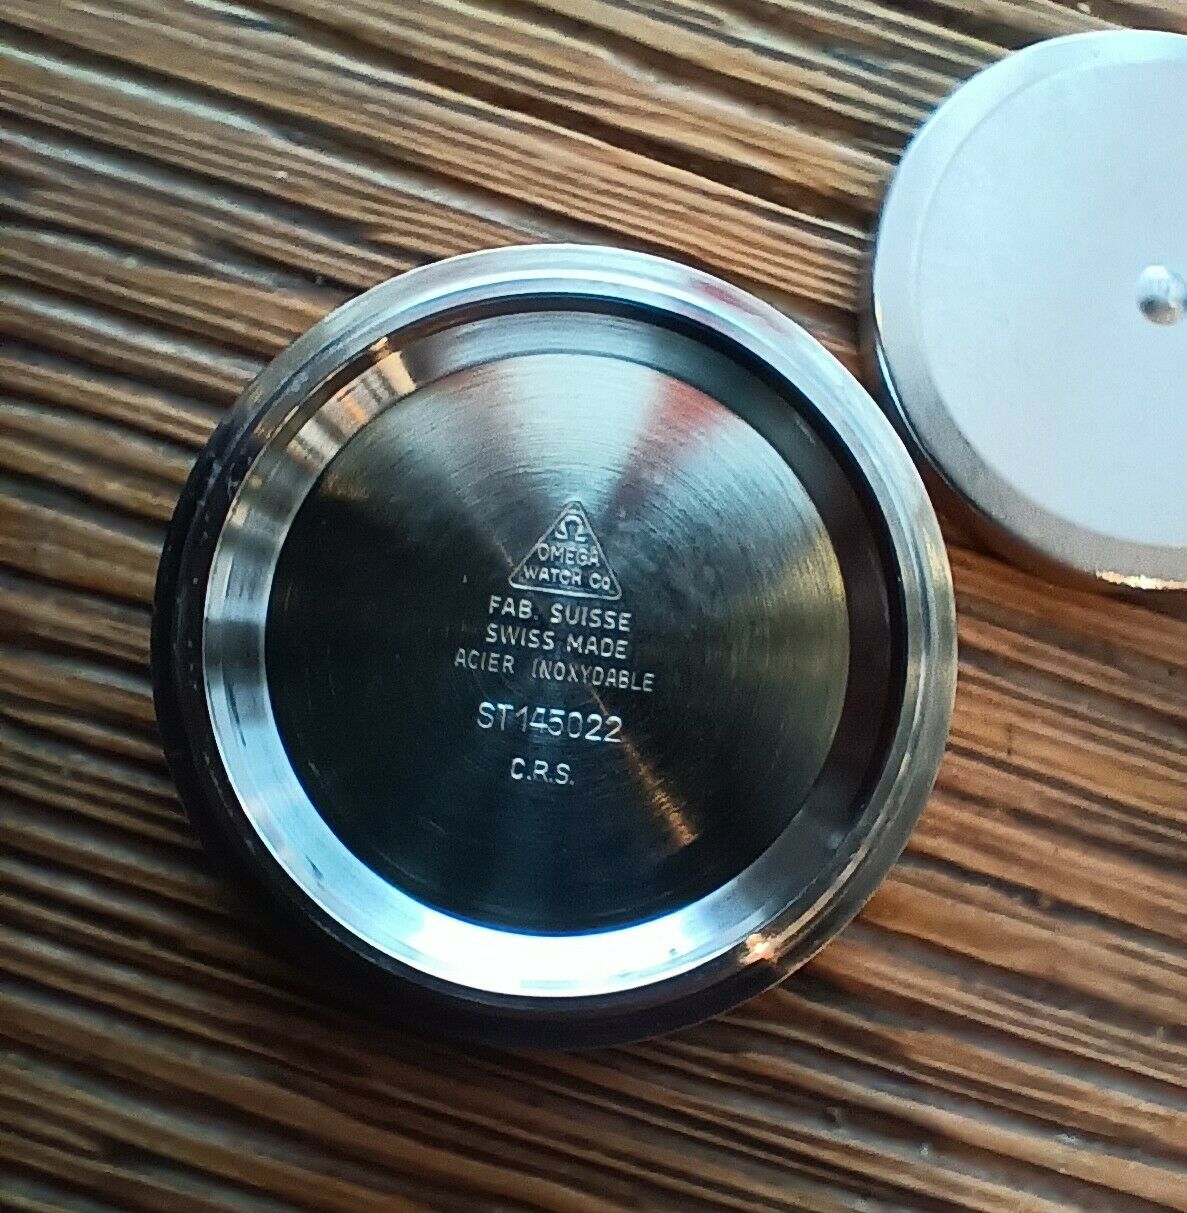 Ω
OMEGA
WATCH Co
FAB. SUISSE
SWISS MADE
ACIER INOXYDABLE
ST145022
C.R.S.